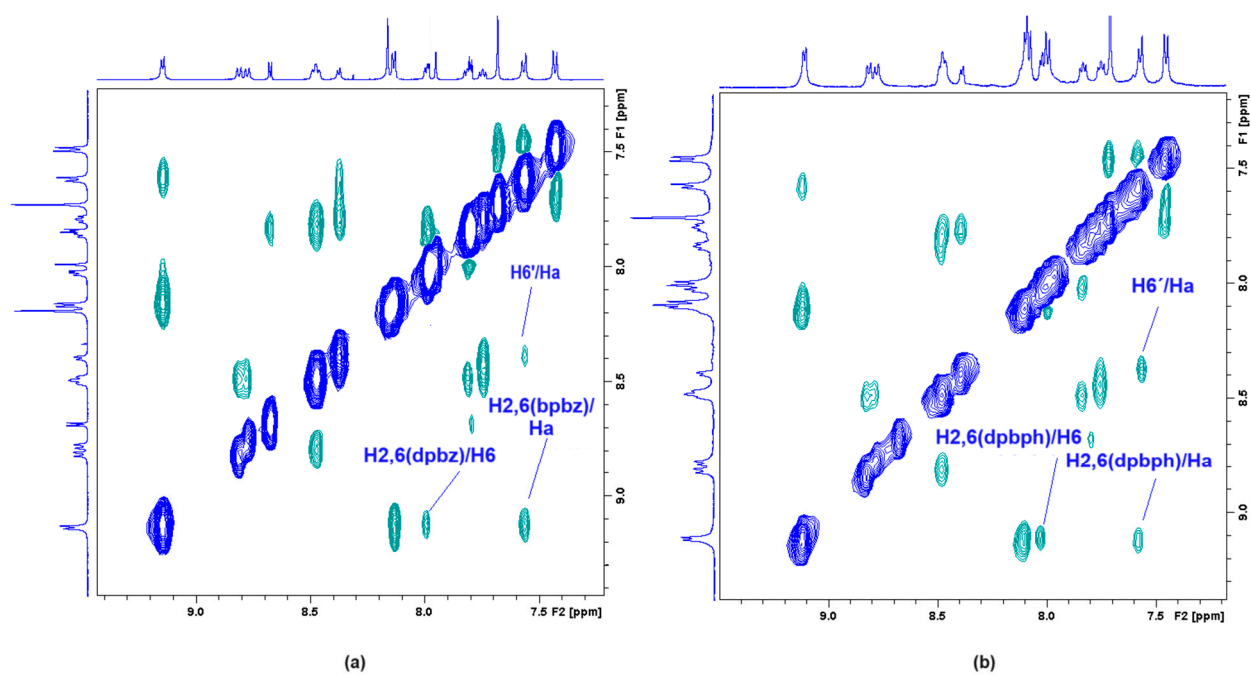 F1 [ppm]
7.5
8.0
8.5
9.0
H6'/Ha
H2,6(bpbz)/
Ha
H2,6(dpbz)/H6
9.0
8.5
8.0
7.5
F2 [ppm]
(a)
F1 [ppm]
7.5
8.0
8.5
9.0
H6´/Ha
H2,6(dpbph)/H6
H2,6(dpbph)/Ha
9.0
8.5
8.0
7.5
F2 [ppm]
(b)